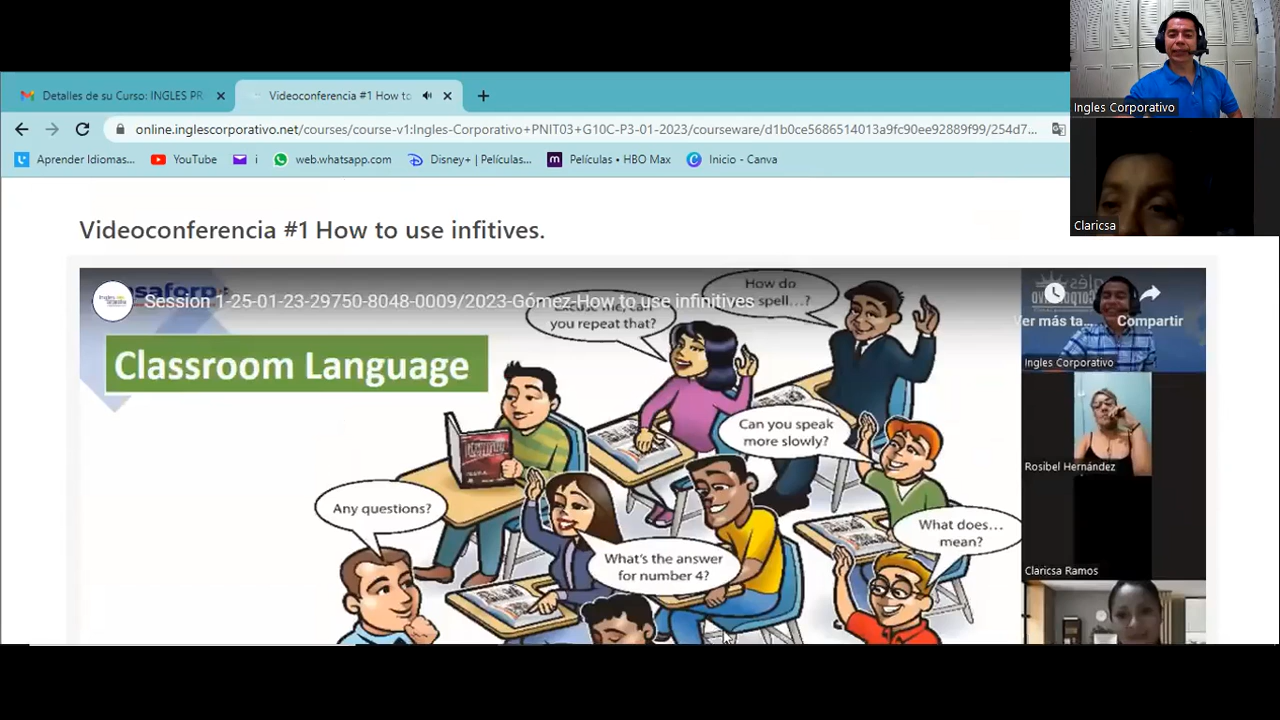 Ingles Corporativo
Claricsa
Detalles de su Curso: INGLES PR
Videoconferencia #1 How to
online.inglescorporativo.net/courses/course-v1:Ingles-Corporativo+PNIT03+G10C-P3-01-2023/courseware/d1b0ce5686514013a9fc90ee92889f99/254d7...
Aprender Idiomas...
YouTube
i
web.whatsapp.com
Disney+ | Películas...
Películas • HBO Max
Inicio - Canva
Videoconferencia #1 How to use infitives.
Session 1-25-01-23-29750-8048-0009/2023-Gómez-How to use infinitives
Ver más ta...
Compartir
Classroom Language
How do
spell...?
Excuse me, can
you repeat that?
Can you speak
more slowly?
Any questions?
What's the answer
for number 4?
What does...
mean?
Ingles Corporativo
Rosibel Hernández
Claricsa Ramos